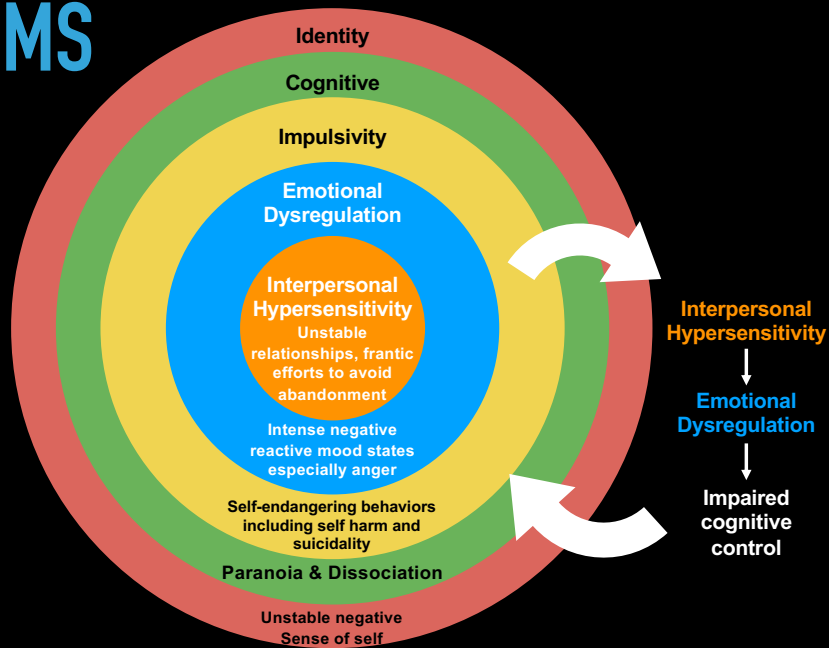 MS
Identity
Cognitive
Impulsivity
Emotional
Dysregulation
Interpersonal
Hypersensitivity
Unstable
relationships, frantic
efforts to avoid
abandonment
Intense negative
reactive mood states
especially anger
Self-endangering behaviors
including self harm and
suicidality
Paranoia & Dissociation
Unstable negative
Sense of self
Interpersonal
Hypersensitivity
Emotional
Dysregulation
Impaired
cognitive
control